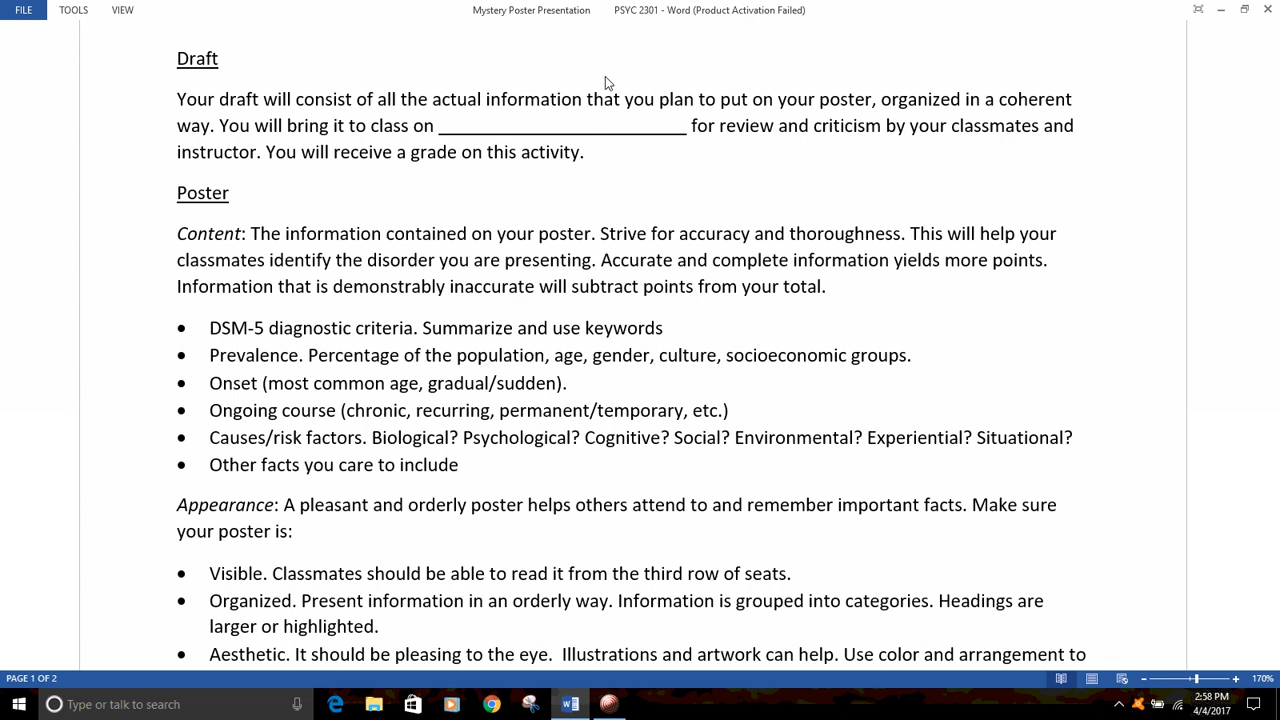 FILE TOOLS VIEW Mystery Poster Presentation PSYC 2301 - Word (Product Activation Failed)
Draft
Your draft will consist of all the actual information that you plan to put on your poster, organized in a coherent
way. You will bring it to class on __________________________ for review and criticism by your classmates and
instructor. You will receive a grade on this activity.
Poster
Content: The information contained on your poster. Strive for accuracy and thoroughness. This will help your
classmates identify the disorder you are presenting. Accurate and complete information yields more points.
Information that is demonstrably inaccurate will subtract points from your total.
• DSM-5 diagnostic criteria. Summarize and use keywords
• Prevalence. Percentage of the population, age, gender, culture, socioeconomic groups.
• Onset (most common age, gradual/sudden).
• Ongoing course (chronic, recurring, permanent/temporary, etc.)
• Causes/risk factors. Biological? Psychological? Cognitive? Social? Environmental? Experiential? Situational?
• Other facts you care to include
Appearance: A pleasant and orderly poster helps others attend to and remember important facts. Make sure
your poster is:
• Visible. Classmates should be able to read it from the third row of seats.
• Organized. Present information in an orderly way. Information is grouped into categories. Headings are
larger or highlighted.
• Aesthetic. It should be pleasing to the eye.  Illustrations and artwork can help. Use color and arrangement to
PAGE 1 OF 2 170%
Type or talk to search 2:58 PM
4/4/2017